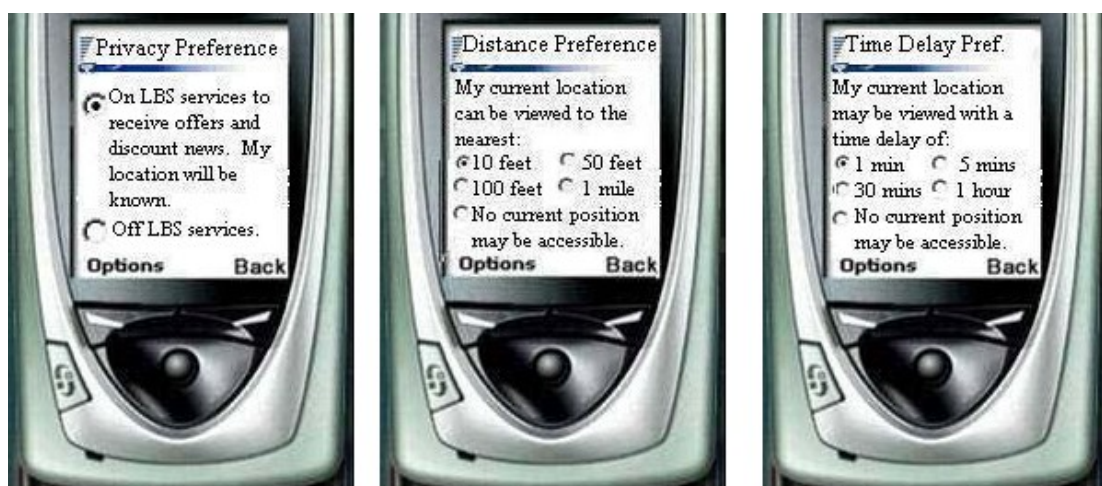 Privacy Preference
On LBS services to
receive offers and
discount news. My
location will be
known.
Off LBS services.
Options Back
Distance Preference
My current location
can be viewed to the
nearest:
10 feet 50 feet
100 feet 1 mile
No current position
may be accessible.
Options Back
Time Delay Pref.
My current location
may be viewed with a
time delay of:
1 min 5 mins
30 mins 1 hour
No current position
may be accessible.
Options Back